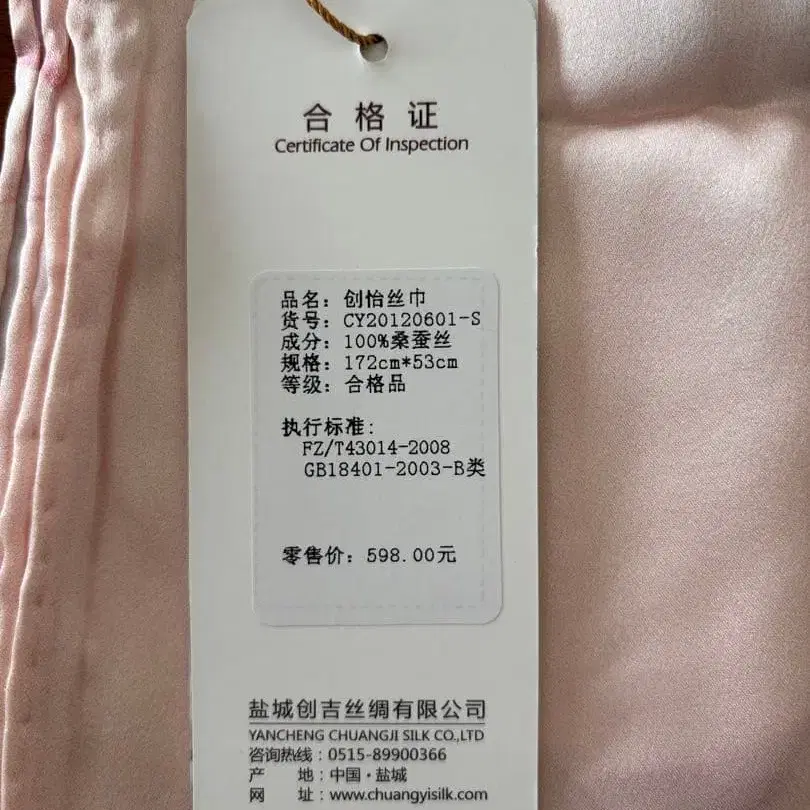 合格证
Certificate Of Inspection
品名：创怡丝巾
货号：CY20120601-S
成分：100%桑蚕丝
规格：172cm*53cm
等级：合格品
执行标准：
FZ/T43014-2008
GB18401-2003-B类
零售价：598.00元
盐城创吉丝绸有限公司
YANCHENG CHUANGJI SILK CO.,LTD
咨询热线：0515-89900366
产 地：中国·盐城
网 址：www.chuangyisilk.com